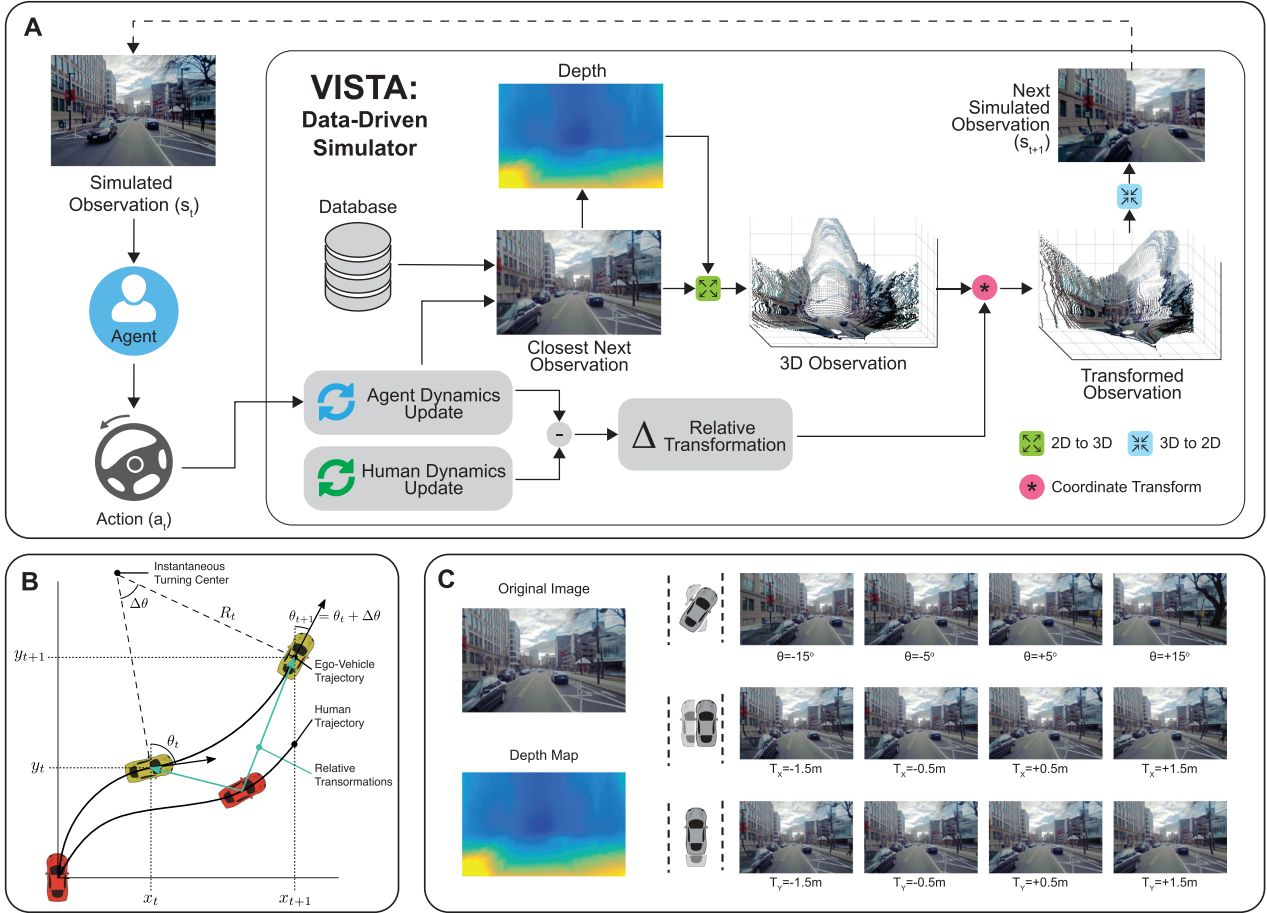 A
Simulated
Observation (s_t)
Agent
Action (a_t)
VISTA:
Data-Driven
Simulator
Database
Depth
Closest Next
Observation
Agent Dynamics
Update
Human Dynamics
Update
-
Δ Relative
Transformation
3D Observation
*
Next
Simulated
Observation
(s_{t+1})
Transformed
Observation
2D to 3D
3D to 2D
* Coordinate Transform
B
Instantaneous
Turning Center
Δθ
R_t
θ_{t+1} = θ_t + Δθ
y_{t+1}
Ego-Vehicle
Trajectory
Human
Trajectory
θ_t
y_t
Relative
Transormations
x_t
x_{t+1}
C
Original Image
Depth Map
θ=-15°
θ=-5°
θ=+5°
θ=+15°
T_X=-1.5m
T_X=-0.5m
T_X=+0.5m
T_X=+1.5m
T_Y=-1.5m
T_Y=-0.5m
T_Y=+0.5m
T_Y=+1.5m